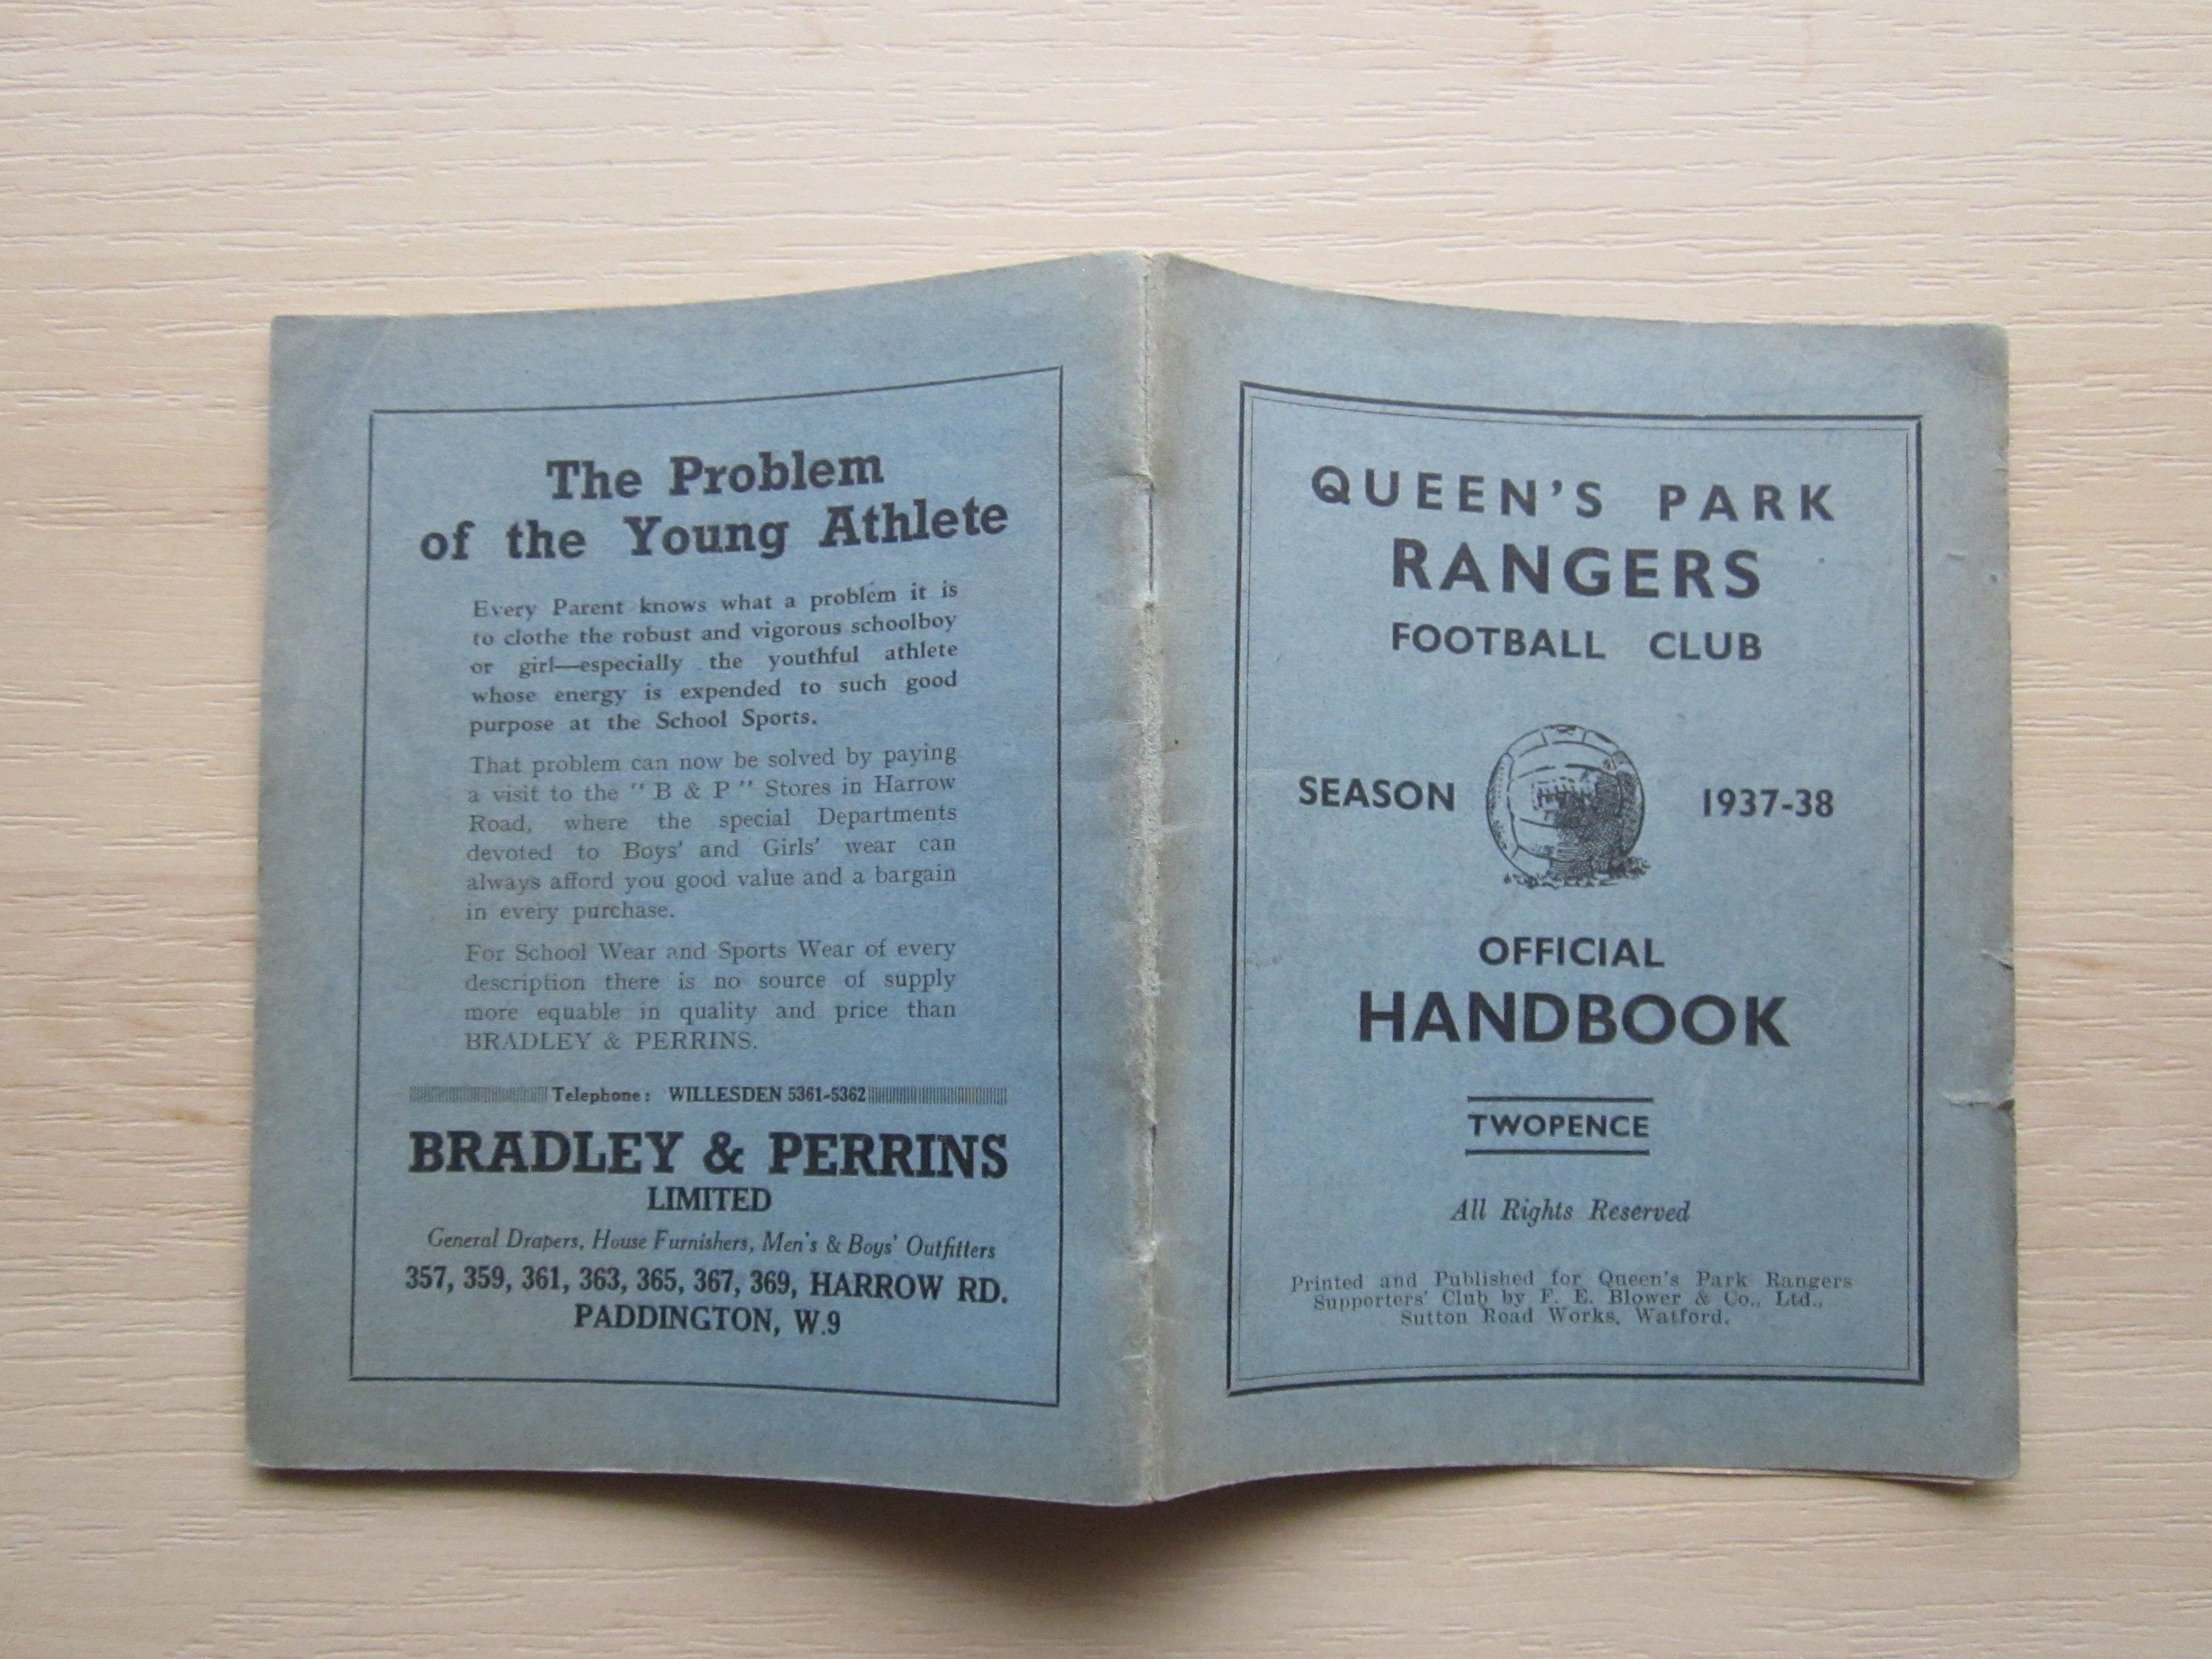 The Problem
of the Young Athlete
Every Parent knows what a problem it is
to clothe the robust and vigorous schoolboy
or girl—especially the youthful athlete
whose energy is expended to such good
purpose at the School Sports.
That problem can now be solved by paying
a visit to the "B & P" Stores in Harrow
Road, where the special Departments
devoted to Boys' and Girls' wear can
always afford you good value and a bargain
in every purchase.
For School Wear and Sports Wear of every
description there is no source of supply
more equable in quality and price than
BRADLEY & PERRINS.
Telephone: WILLESDEN 5361-5362
BRADLEY & PERRINS
LIMITED
General Drapers, House Furnishers, Men's & Boys' Outfitters
357, 359, 361, 363, 365, 367, 369, HARROW RD.
PADDINGTON, W.9
QUEEN'S PARK
RANGERS
FOOTBALL CLUB
SEASON 1937-38
OFFICIAL
HANDBOOK
TWOPENCE
All Rights Reserved
Printed and Published for Queen's Park Rangers
Supporters' Club by F. E. Blower & Co., Ltd.,
Sutton Road Works, Watford.